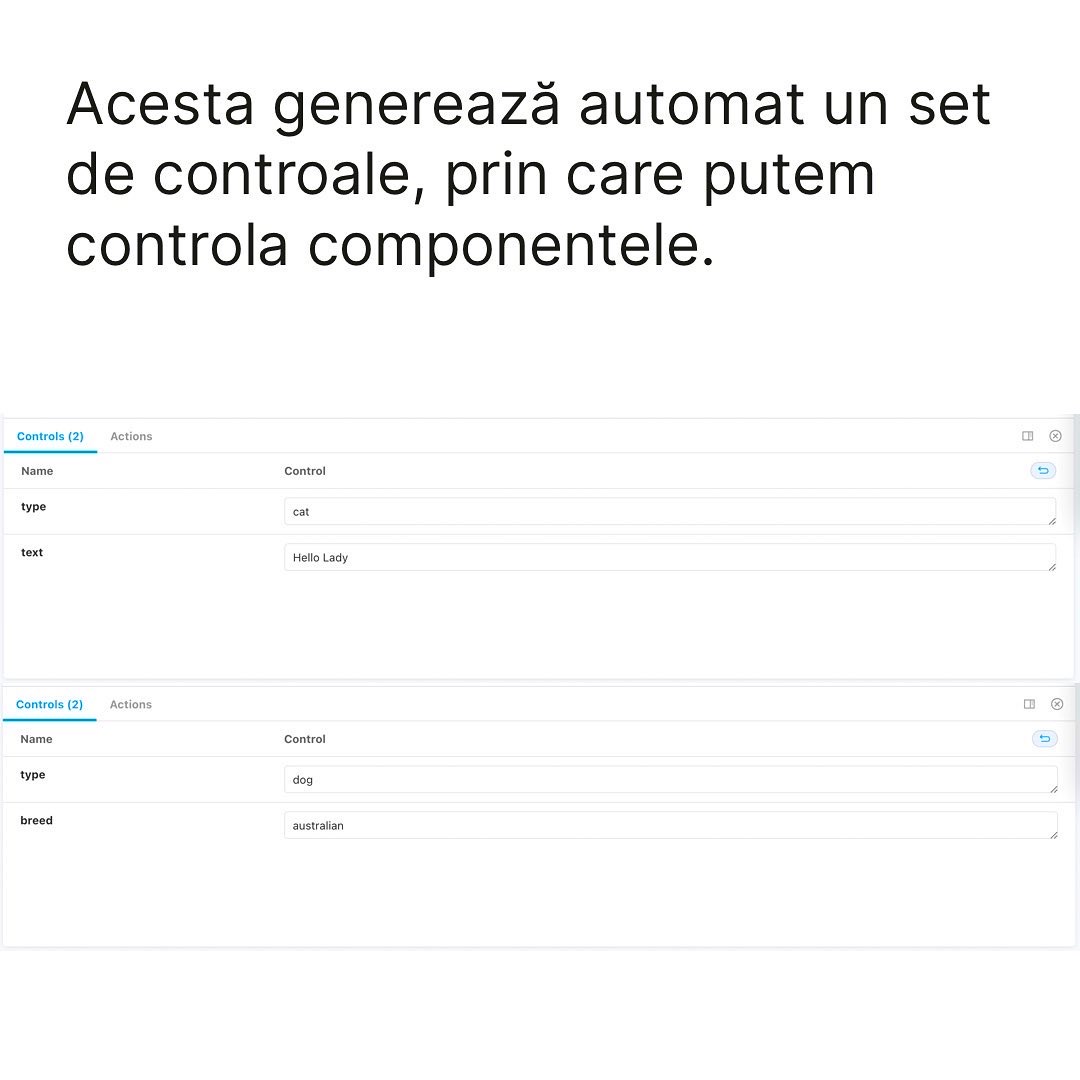 Acesta generează automat un set
de controale, prin care putem
controla componentele.
Controls (2) Actions
Name Control
type cat
text Hello Lady
Controls (2) Actions
Name Control
type dog
breed australian